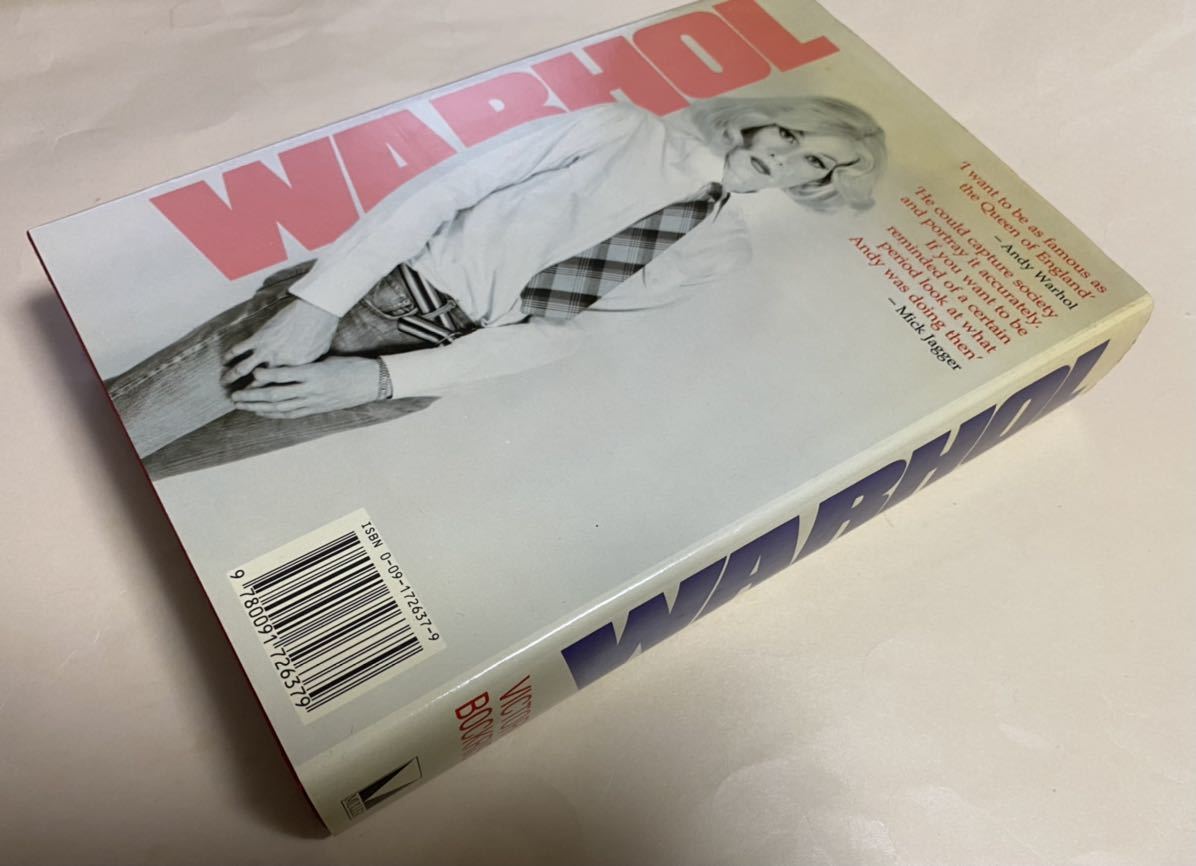 WARHOL
'I want to be as famous as
the Queen of England'
– Andy Warhol
'He could capture society
and portray it accurately.
If you want to be
reminded of a certain
period look at what
Andy was doing then.'
– Mick Jagger
ISBN 0-09-172637-9
9 780091 726379
WARHOL